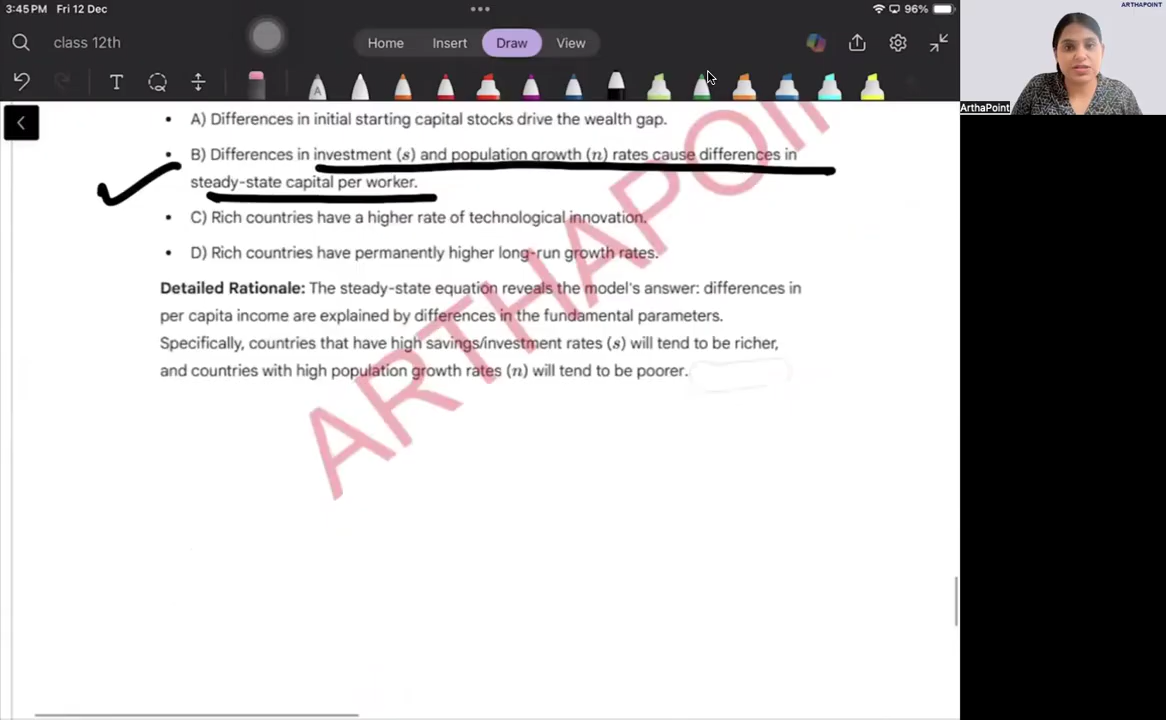 3:45PM Fri 12 Dec
96%
ARTHAPOINT
class 12th
Home Insert Draw View
T
A
ArthaPoint
A) Differences in initial starting capital stocks drive the wealth gap.
B) Differences in investment (s) and population growth (n) rates cause differences in
steady-state capital per worker.
C) Rich countries have a higher rate of technological innovation.
D) Rich countries have permanently higher long-run growth rates.
Detailed Rationale: The steady-state equation reveals the model's answer: differences in
per capita income are explained by differences in the fundamental parameters.
Specifically, countries that have high savings/investment rates (s) will tend to be richer,
and countries with high population growth rates (n) will tend to be poorer.
ARTHAPOINT